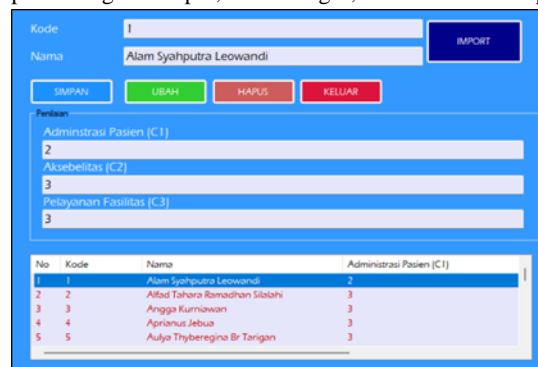 Kode 1
IMPORT
Nama Alam Syahputra Leowandi
SIMPAN UBAH HAPUS KELUAR
Penilaian
Adminstrasi Pasien (C1)
2
Aksebelitas (C2)
3
Pelayanan Fasilitas (C3)
3
No Kode Nama Administrasi Pasien (C1)
1 1 Alam Syahputra Leowandi 2
2 2 Alfad Tahara Ramadhan Silalahi 3
3 3 Angga Kurniawan 3
4 4 Aprianus Jebua 3
5 5 Aulya Thyberegina Br Tarigan 3